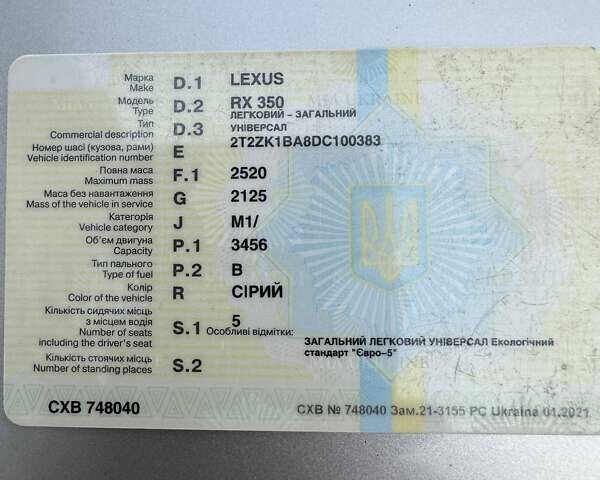 Марка D.1 LEXUS
Make
Модель D.2 RX 350
Type ЛЕГКОВИЙ – ЗАГАЛЬНИЙ
Тип D.3 УНІВЕРСАЛ
Commercial description
Номер шасі (кузова, рами) E 2T2ZK1BA8DC100383
Vehicle identification number
Повна маса F.1 2520
Maximum mass
Маса без навантаження G 2125
Mass of the vehicle in service
Категорія J M1/
Vehicle category
Об'єм двигуна P.1 3456
Capacity
Тип пального P.2 B
Type of fuel
Колір R СІРИЙ
Color of the vehicle
Кількість сидячих місць
з місцем водія S.1 5
Number of seats Особливі відмітки: ЗАГАЛЬНИЙ ЛЕГКОВИЙ УНІВЕРСАЛ Екологічний
including the driver's seat стандарт "Євро–5"
Кількість стоячих місць S.2
Number of standing places
СХВ 748040 СХВ № 748040 Зам.21-3155 РС Ukraina 01.2021